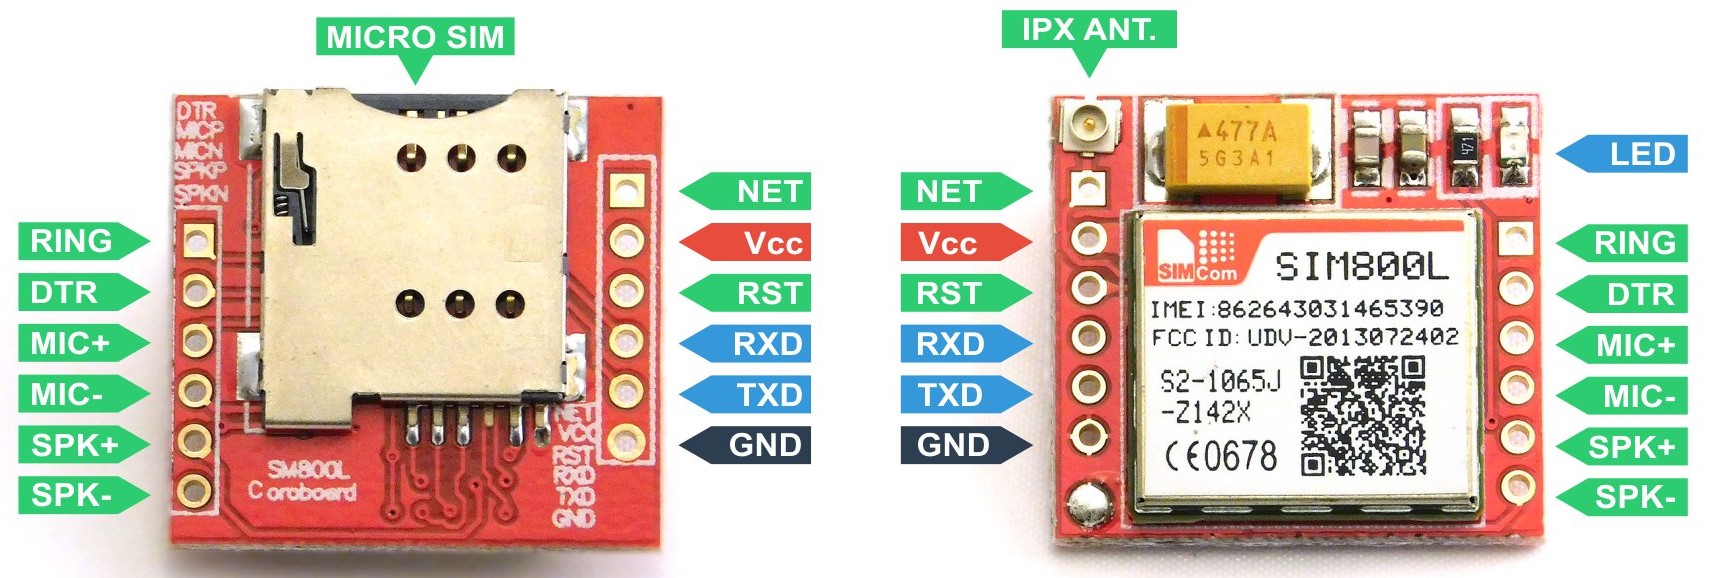 MICRO SIM
DTR
MICP
MICN
SPKP
SPKN
RING
DTR
MIC+
MIC-
SPK+
SPK-
NET
Vcc
RST
RXD
TXD
GND
NET
VCC
RST
RXD
TXD
GND
SM800L
Coroboard
IPX ANT.
477A
5G3A1
471
LED
NET
Vcc
RST
RXD
TXD
GND
SIMCom
SIM800L
IMEI:862643031465390
FCC ID: UDV-2013072402
S2-1065J
-Z142X
CE0678
RING
DTR
MIC+
MIC-
SPK+
SPK-